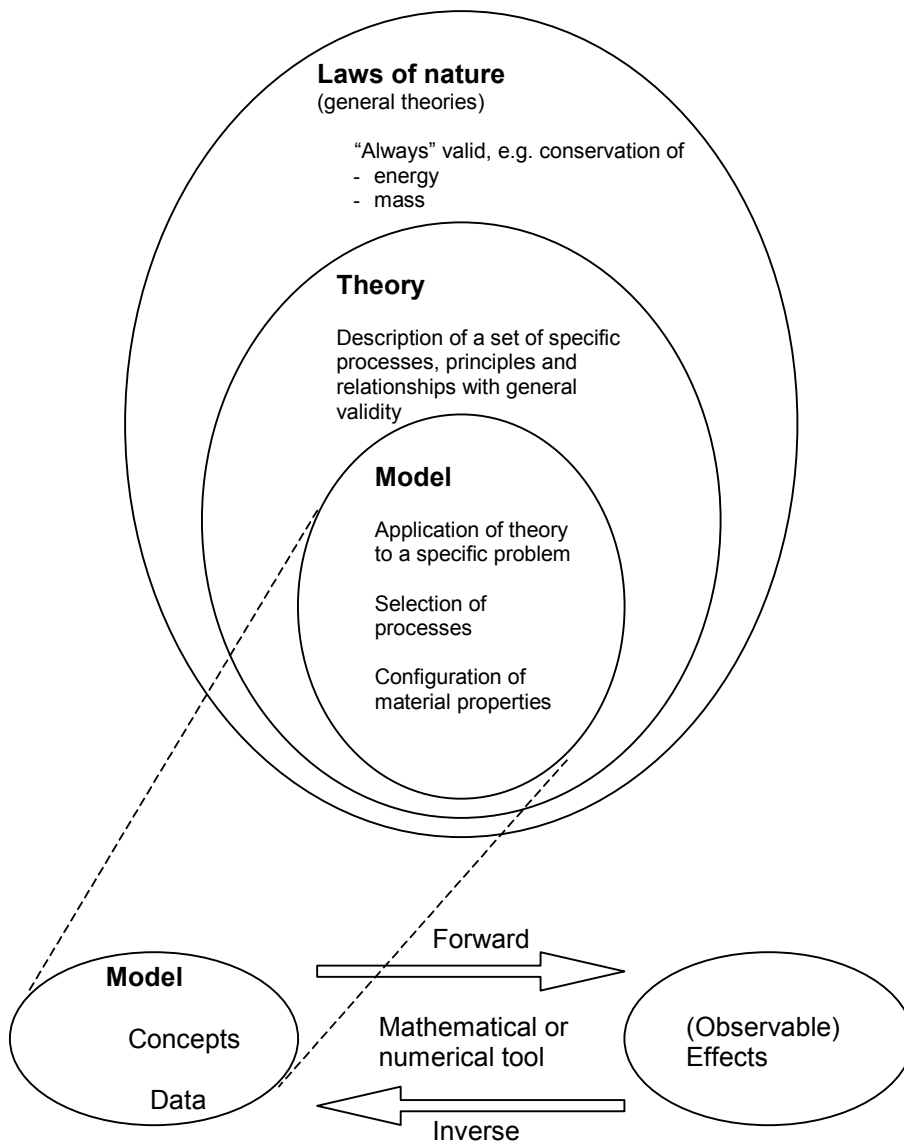 Laws of nature
(general theories)
“Always” valid, e.g. conservation of
- energy
- mass
Theory
Description of a set of specific
processes, principles and
relationships with general
validity
Model
Application of theory
to a specific problem
Selection of
processes
Configuration of
material properties
Forward
Model
Concepts
Data
Mathematical or
numerical tool
(Observable)
Effects
Inverse